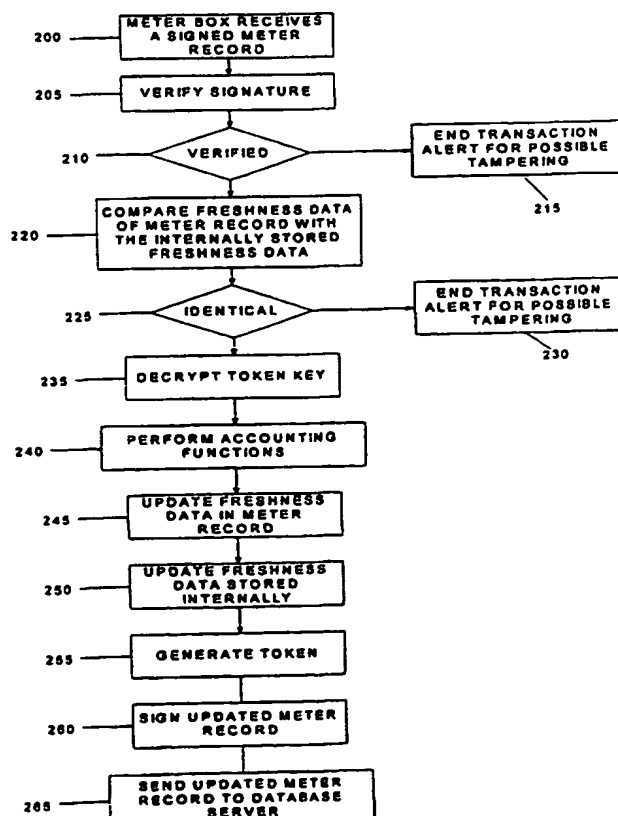 200
METER BOX RECEIVES
A SIGNED METER
RECORD
205
VERIFY SIGNATURE
210
VERIFIED
END TRANSACTION
ALERT FOR POSSIBLE
TAMPERING
215
220
COMPARE FRESHNESS DATA
OF METER RECORD WITH
THE INTERNALLY STORED
FRESHNESS DATA
225
IDENTICAL
END TRANSACTION
ALERT FOR POSSIBLE
TAMPERING
230
235
DECRYPT TOKEN KEY
240
PERFORM ACCOUNTING
FUNCTIONS
245
UPDATE FRESHNESS
DATA IN METER
RECORD
250
UPDATE FRESHNESS
DATA STORED
INTERNALLY
255
GENERATE TOKEN
260
SIGN UPDATED METER
RECORD
265
SEND UPDATED METER
RECORD TO DATABASE
SERVER